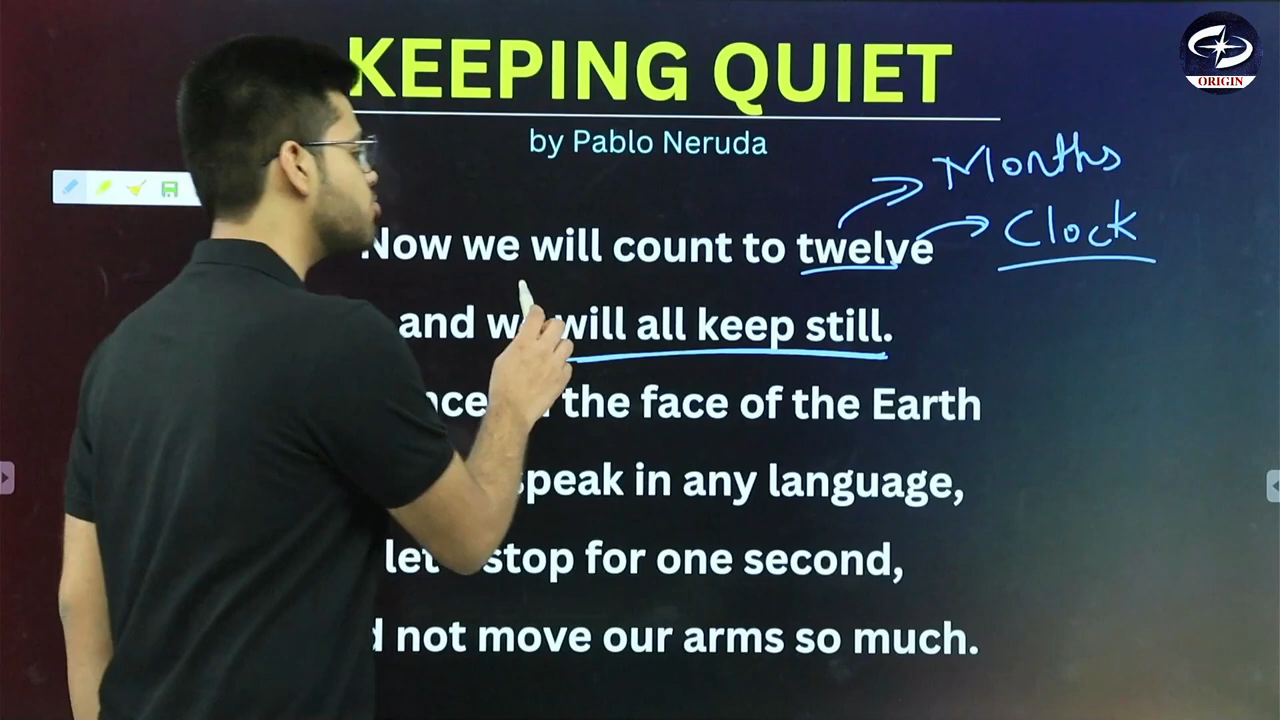 KEEPING QUIET
by Pablo Neruda
ORIGIN
Months
Clock
Now we will count to twelve
and will all keep still.
the face of the Earth
speak in any language,
stop for one second,
not move our arms so much.